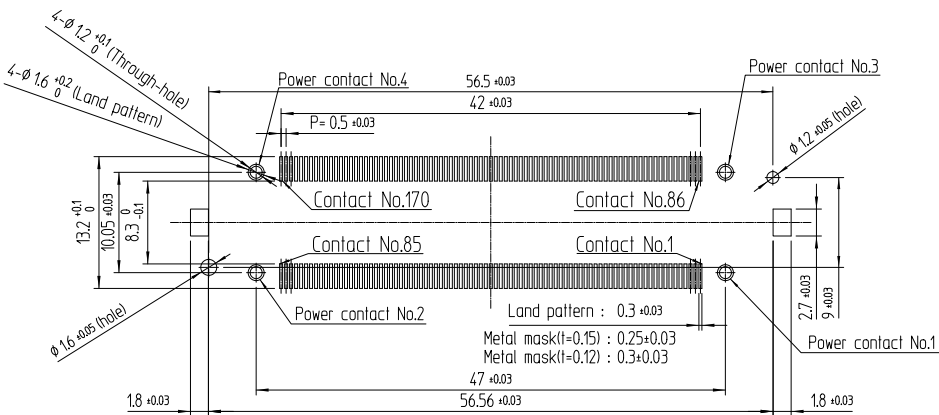 4-Ø 1.2 +0.1 0 (Through-hole)
4-Ø 1.6 +0.2 0 (Land pattern)
Power contact No.4
56.5 ±0.03
Power contact No.3
42 ±0.03
P= 0.5 ±0.03
Ø 1.2 ±0.05 (hole)
Contact No.170
Contact No.86
13.2 +0.1 0
10.05 ±0.03
8.3 0 -0.1
Contact No.85
Contact No.1
2.7 ±0.03
9 ±0.03
Ø 1.6 ±0.05 (hole)
Power contact No.2
Land pattern : 0.3 ±0.03
Metal mask(t=0.15) : 0.25±0.03
Metal mask(t=0.12) : 0.3±0.03
Power contact No.1
47 ±0.03
1.8 ±0.03
56.56 ±0.03
1.8 ±0.03